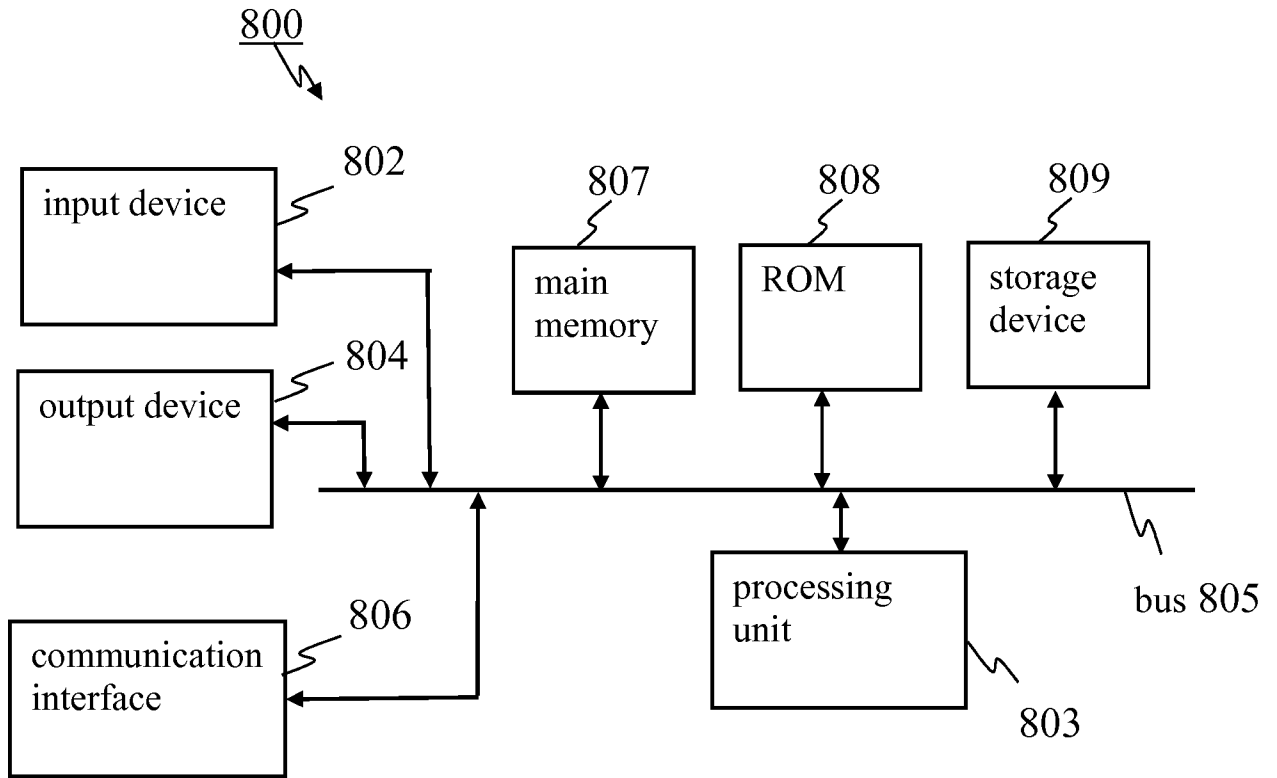 800
802
input device
807
808
809
main
memory
ROM
storage
device
804
output device
bus 805
processing
unit
806
communication
interface
803